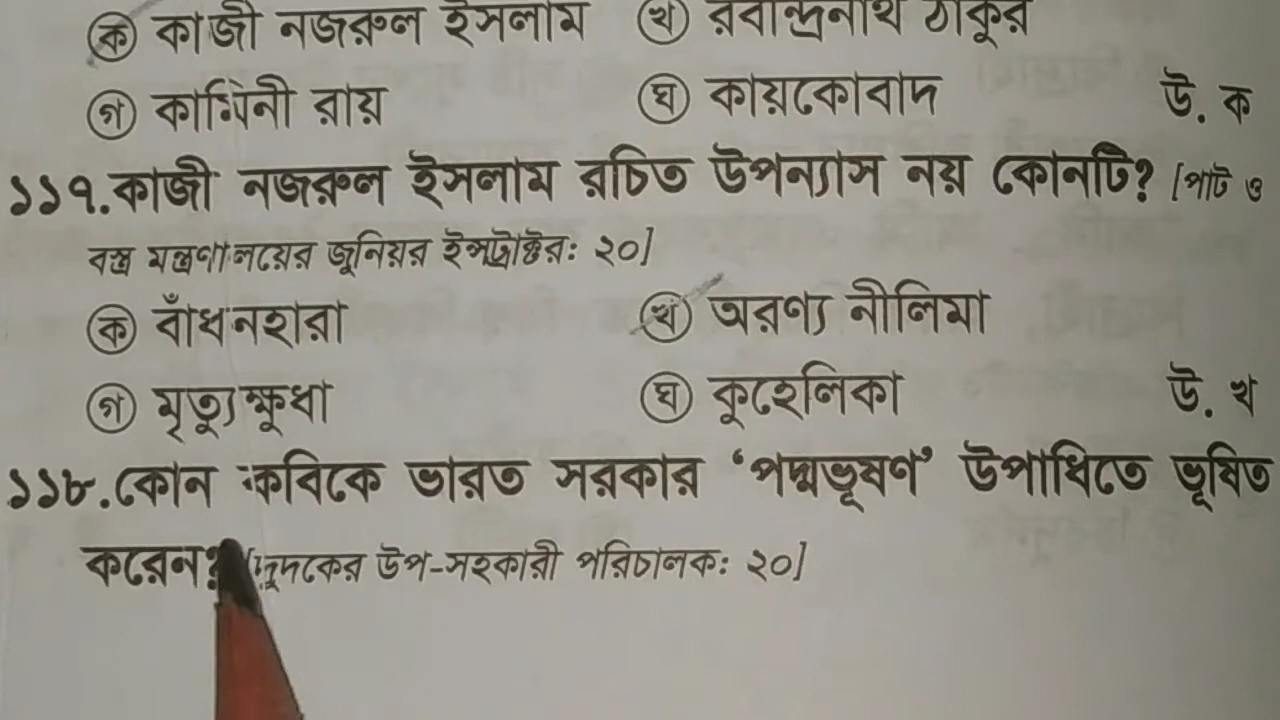 ক কাজী নজরুল ইসলাম খ রবীন্দ্রনাথ ঠাকুর
গ কামিনী রায় ঘ কায়কোবাদ উ. ক
১১৭.কাজী নজরুল ইসলাম রচিত উপন্যাস নয় কোনটি? [পাট ও
বস্ত্র মন্ত্রণালয়ের জুনিয়র ইন্সট্রাক্টর: ২০]
ক বাঁধনহারা খ অরণ্য নীলিমা
গ মৃত্যুক্ষুধা ঘ কুহেলিকা উ. খ
১১৮.কোন কবিকে ভারত সরকার ‘পদ্মভূষণ’ উপাধিতে ভূষিত
করেন? [দুদকের উপ-সহকারী পরিচালক: ২০]